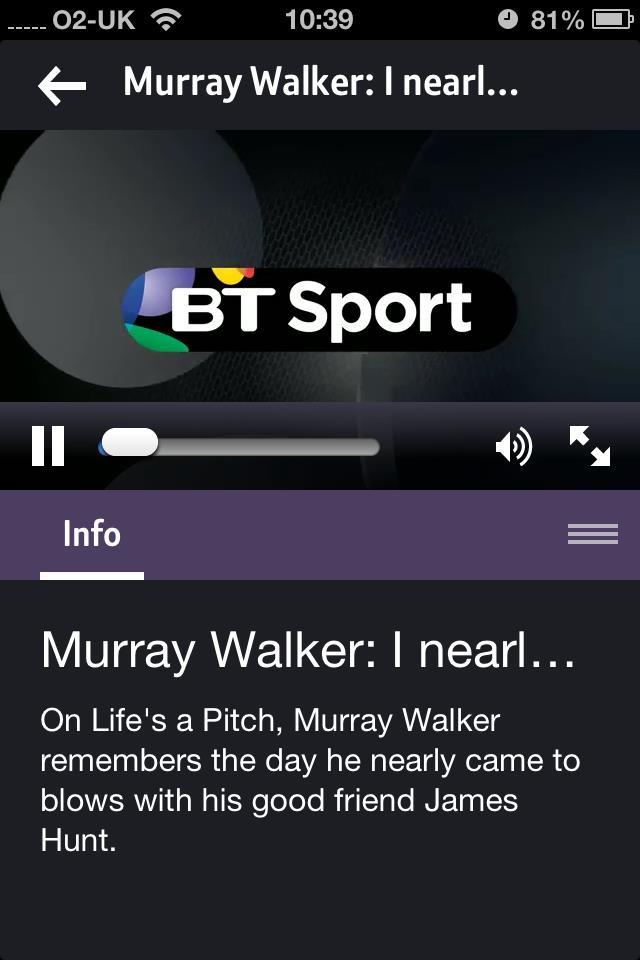 O2-UK 10:39 81%
Murray Walker: I nearl...
BT Sport
Info
Murray Walker: I nearl...
On Life's a Pitch, Murray Walker
remembers the day he nearly came to
blows with his good friend James
Hunt.